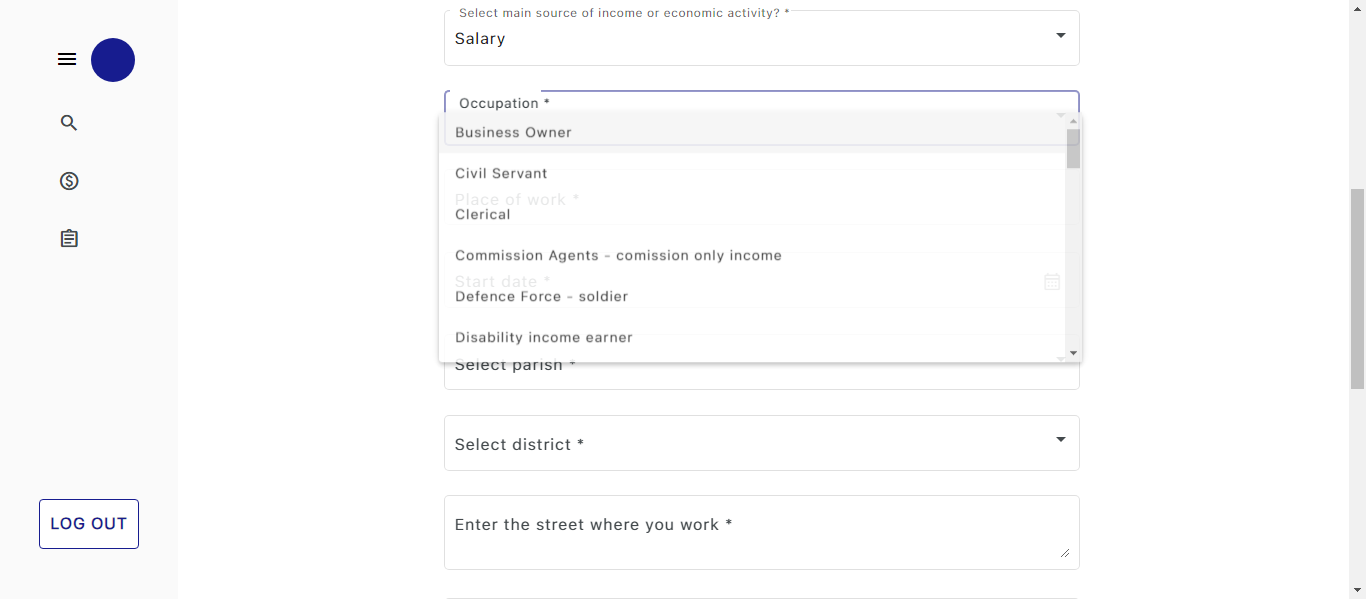 Select main source of income or economic activity? *
Salary
Occupation *
Business Owner
Civil Servant
Place of work *
Clerical
Commission Agents - comission only income
Start date *
Defence Force - soldier
Disability income earner
Select parish *
Select district *
Enter the street where you work *
LOG OUT